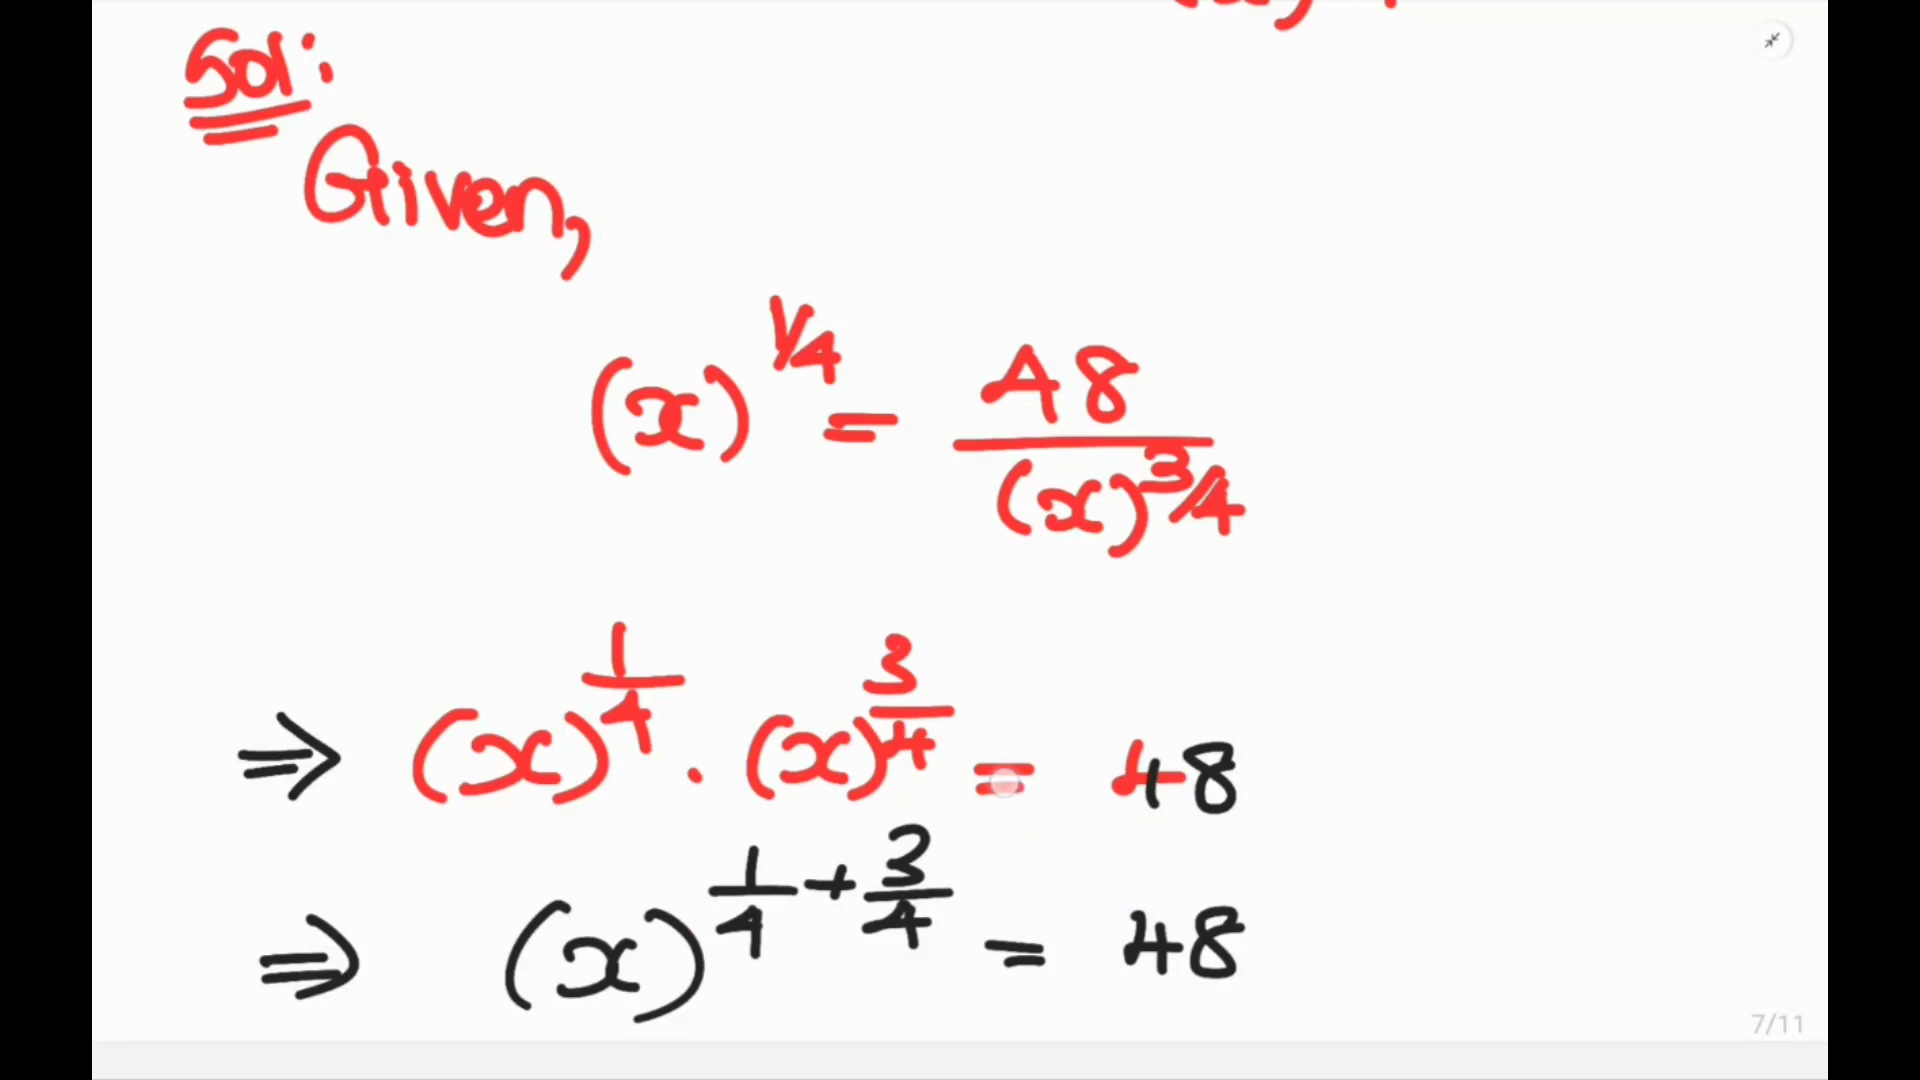 Sol:
Given,
(x)^1/4 = 48/(x)^3/4
⇒ (x)^1/4 . (x)^3/4 = 48
⇒ (x)^1/4+3/4 = 48
7/11